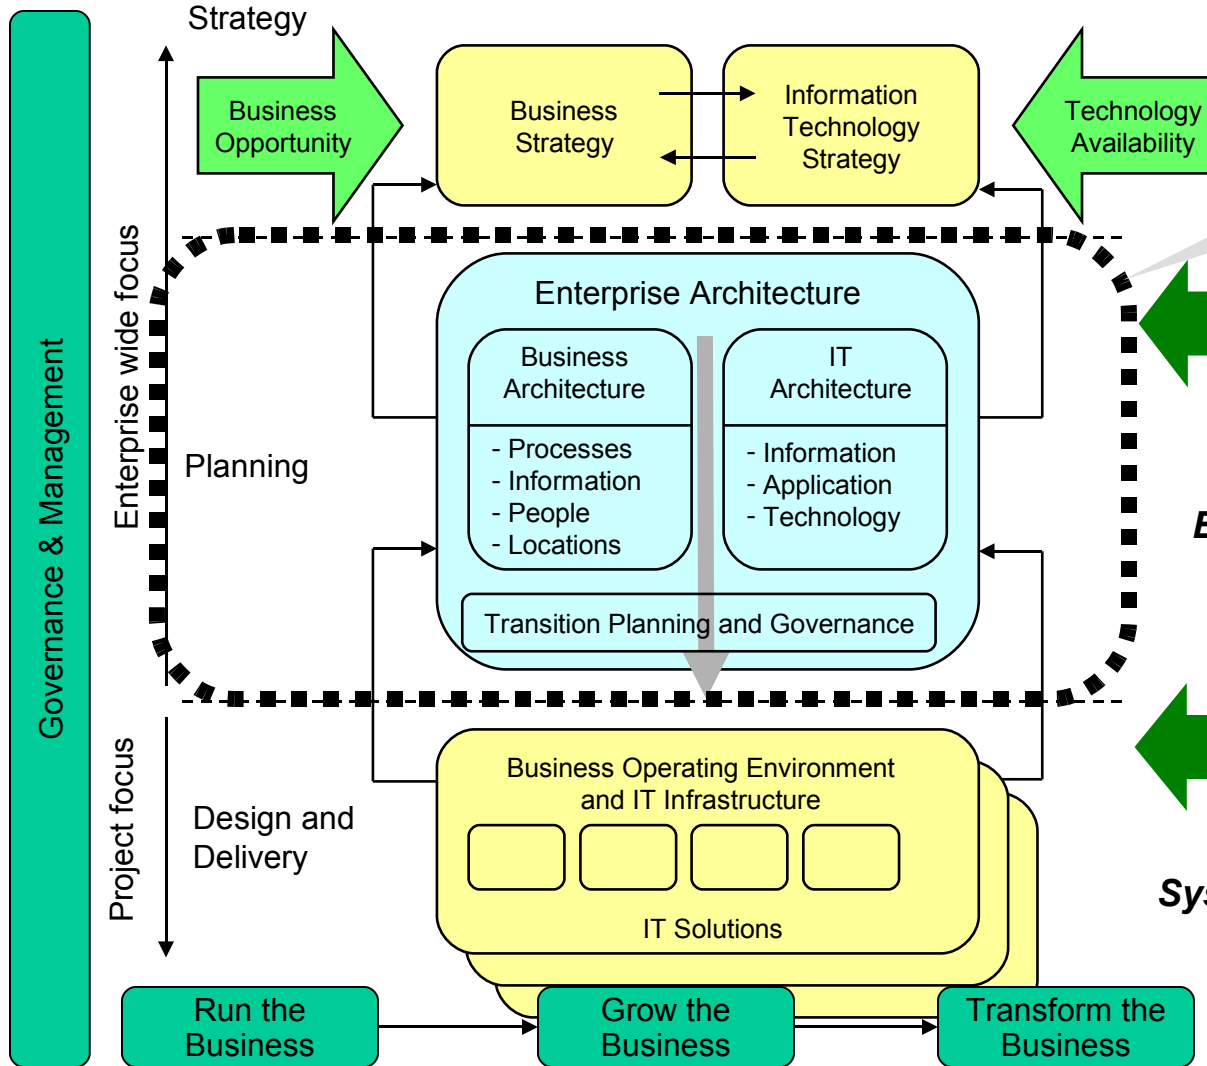 Strategy
Business
Opportunity
Business
Strategy
Information
Technology
Strategy
Technology
Availability
Governance & Management
Enterprise wide focus
Planning
Enterprise Architecture
Business
Architecture
- Processes
- Information
- People
- Locations
IT
Architecture
- Information
- Application
- Technology
Transition Planning and Governance
E
Project focus
Design and
Delivery
Business Operating Environment
and IT Infrastructure
IT Solutions
Sys
Run the
Business
Grow the
Business
Transform the
Business